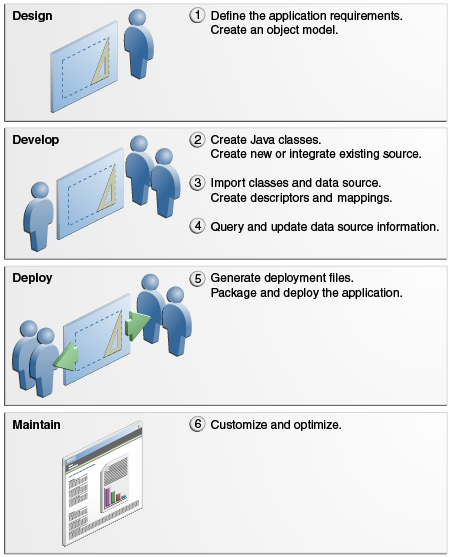 Design
1 Define the application requirements.
Create an object model.
Develop
2 Create Java classes.
Create new or integrate existing source.
3 Import classes and data source.
Create descriptors and mappings.
4 Query and update data source information.
Deploy
5 Generate deployment files.
Package and deploy the application.
Maintain
6 Customize and optimize.